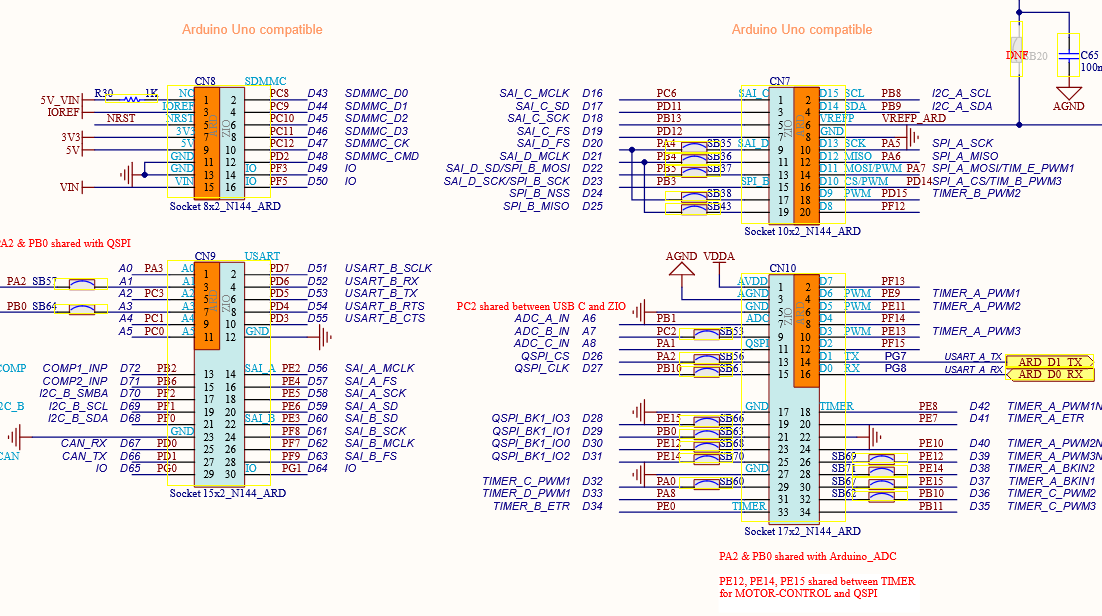 Arduino Uno compatible
CN8 SDMMC
R30 1K NC 1 2 PC8 D43 SDMMC_D0
5V_VIN IOREF 3 4 PC9 D44 SDMMC_D1
IOREF NRST NRST 5 6 PC10 D45 SDMMC_D2
3V3 3V3 7 8 PC11 D46 SDMMC_D3
5V 5V 9 10 PC12 D47 SDMMC_CK
GND 11 12 PD2 D48 SDMMC_CMD
GND 13 14 IO PF3 D49 IO
VIN VIN 15 16 IO PF5 D50 IO
Socket 8x2_N144_ARD
Arduino Uno compatible
DNF SB20 C65
100n
AGND
CN7
SAI_C_MCLK D16 PC6 SAI_C 1 2 D15 SCL PB8 I2C_A_SCL
SAI_C_SD D17 PD11 3 4 D14 SDA PB9 I2C_A_SDA
SAI_C_SCK D18 PB13 5 6 VREFP VREFP_ARD
SAI_C_FS D19 PD12 7 8 GND
SAI_D_FS D20 PA4 SB35 SAI_D 9 10 D13 SCK PA5 SPI_A_SCK
SAI_D_MCLK D21 PB4 SB36 11 12 D12 MISO PA6 SPI_A_MISO
SAI_D_SD/SPI_B_MOSI D22 PB5 SB37 13 14 D11 MOSI/PWM PA7 SPI_A_MOSI/TIM_E_PWM1
SAI_D_SCK/SPI_B_SCK D23 PB3 SPI_B 15 16 D10 CS/PWM PD14 SPI_A_CS/TIM_B_PWM3
SPI_B_NSS D24 SB38 17 18 D9 PWM PD15 TIMER_B_PWM2
SPI_B_MISO D25 SB43 19 20 D8 PF12
Socket 10x2_N144_ARD
PA2 & PB0 shared with QSPI
CN9 USART
A0 PA3 A0 1 2 PD7 D51 USART_B_SCLK
PA2 SB57 A1 A1 3 4 PD6 D52 USART_B_RX
A2 PC3 A2 5 6 PD5 D53 USART_B_TX
PB0 SB64 A3 A3 7 8 PD4 D54 USART_B_RTS
A4 PC1 A4 9 10 PD3 D55 USART_B_CTS
A5 PC0 A5 11 12 GND
COMP COMP1_INP D72 PB2 13 14 SAI_A PE2 D56 SAI_A_MCLK
COMP2_INP D71 PB6 15 16 PE4 D57 SAI_A_FS
I2C_B_SMBA D70 PF2 17 18 PE5 D58 SAI_A_SCK
I2C_B I2C_B_SCL D69 PF1 19 20 PE6 D59 SAI_A_SD
I2C_B_SDA D68 PF0 21 22 SAI_B PE3 D60 SAI_B_SD
GND 23 24 PF8 D61 SAI_B_SCK
CAN_RX D67 PD0 25 26 PF7 D62 SAI_B_MCLK
CAN CAN_TX D66 PD1 27 28 PF9 D63 SAI_B_FS
IO D65 PG0 29 30 IO PG1 D64 IO
Socket 15x2_N144_ARD
AGND VDDA CN10
AVDD 1 2 D7 PF13
AGND 3 4 D6 PWM PE9 TIMER_A_PWM1
PC2 shared between USB C and ZIO GND 5 6 D5 PWM PE11 TIMER_A_PWM2
ADC_A_IN A6 PB1 ADC 7 8 D4 PF14
ADC_B_IN A7 PC2 SB53 9 10 D3 PWM PE13 TIMER_A_PWM3
ADC_C_IN A8 PA1 QSPI 11 12 D2 PF15
QSPI_CS D26 PA2 SB56 13 14 D1 TX PG7 USART_A_TX ARD_D1_TX
QSPI_CLK D27 PB10 SB61 15 16 D0 RX PG8 USART_A_RX ARD_D0_RX
GND 17 18 TIMER PE8 D42 TIMER_A_PWM1N
QSPI_BK1_IO3 D28 PE15 SB66 19 20 PE7 D41 TIMER_A_ETR
QSPI_BK1_IO1 D29 PB0 SB63 21 22
QSPI_BK1_IO0 D30 PE12 SB68 23 24 PE10 D40 TIMER_A_PWM2N
QSPI_BK1_IO2 D31 PE14 SB70 25 26 SB69 PE12 D39 TIMER_A_PWM3N
GND 27 28 SB71 PE14 D38 TIMER_A_BKIN2
TIMER_C_PWM1 D32 PA0 SB60 29 30 PE15 D37 TIMER_A_BKIN1
TIMER_D_PWM1 D33 PA8 31 32 SB62 PB10 D36 TIMER_C_PWM2
TIMER_B_ETR D34 PE0 TIMER 33 34 PB11 D35 TIMER_C_PWM3
Socket 17x2_N144_ARD
PA2 & PB0 shared with Arduino_ADC
PE12, PE14, PE15 shared between TIMER
for MOTOR-CONTROL and QSPI